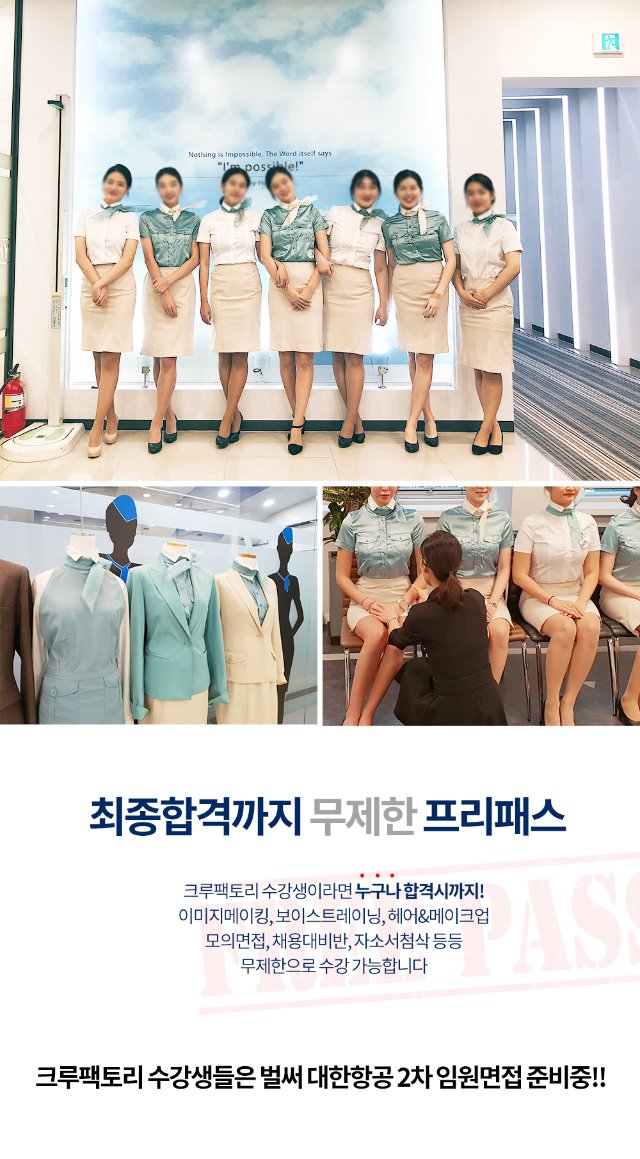 Nothing is Impossible, The Word itself says
"I'm possible!"
최종합격까지 무제한 프리패스
크루팩토리 수강생이라면 누구나 합격시까지!
이미지메이킹, 보이스트레이닝, 헤어&메이크업
모의면접, 채용대비반, 자소서첨삭 등등
무제한으로 수강 가능합니다
PASS
크루팩토리 수강생들은 벌써 대한항공 2차 임원면접 준비중!!